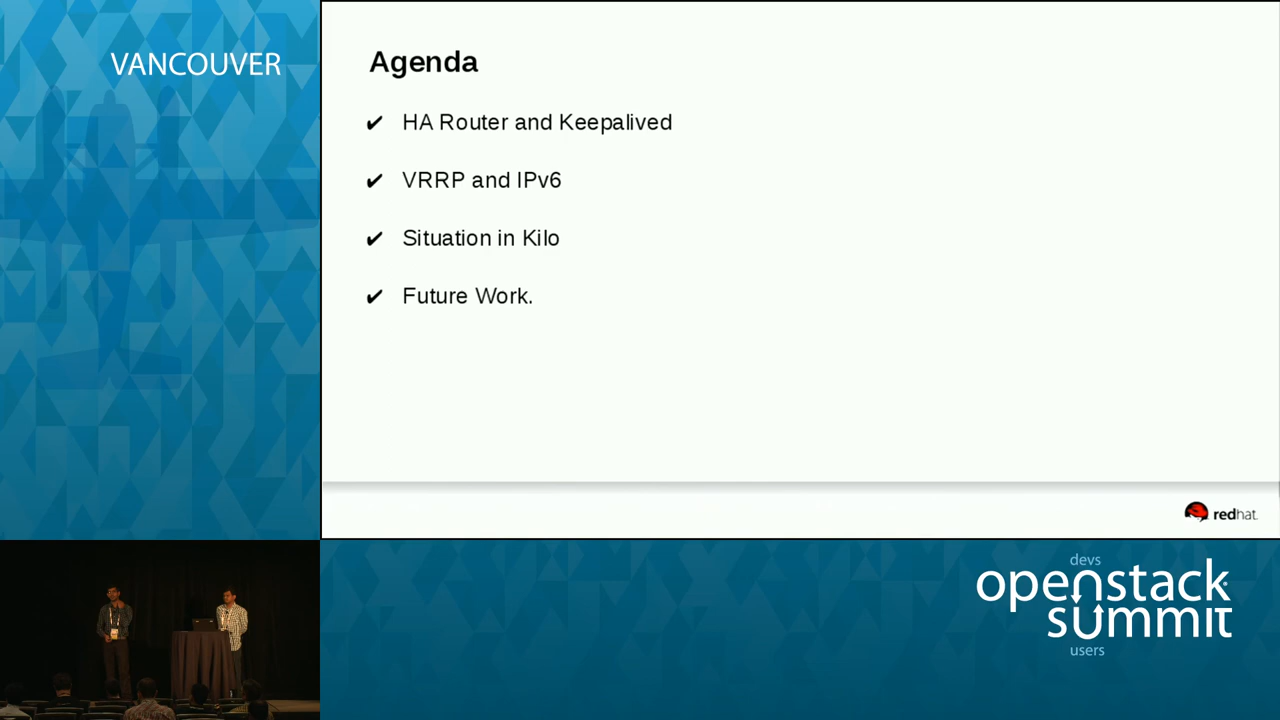 VANCOUVER
Agenda
✔ HA Router and Keepalived
✔ VRRP and IPv6
✔ Situation in Kilo
✔ Future Work.
redhat.
devs
openstack
summit
users